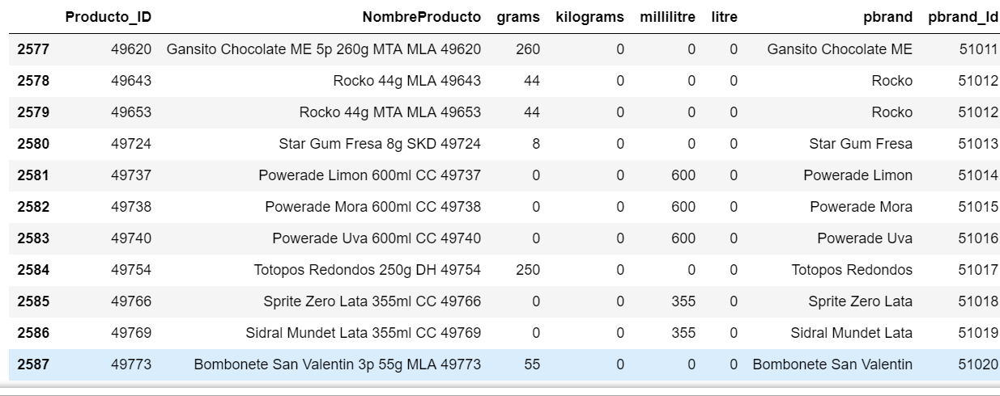 Producto_ID NombreProducto grams kilograms millilitre litre pbrand pbrand_Id
2577 49620 Gansito Chocolate ME 5p 260g MTA MLA 49620 260 0 0 0 Gansito Chocolate ME 51011
2578 49643 Rocko 44g MLA 49643 44 0 0 0 Rocko 51012
2579 49653 Rocko 44g MTA MLA 49653 44 0 0 0 Rocko 51012
2580 49724 Star Gum Fresa 8g SKD 49724 8 0 0 0 Star Gum Fresa 51013
2581 49737 Powerade Limon 600ml CC 49737 0 0 600 0 Powerade Limon 51014
2582 49738 Powerade Mora 600ml CC 49738 0 0 600 0 Powerade Mora 51015
2583 49740 Powerade Uva 600ml CC 49740 0 0 600 0 Powerade Uva 51016
2584 49754 Totopos Redondos 250g DH 49754 250 0 0 0 Totopos Redondos 51017
2585 49766 Sprite Zero Lata 355ml CC 49766 0 0 355 0 Sprite Zero Lata 51018
2586 49769 Sidral Mundet Lata 355ml CC 49769 0 0 355 0 Sidral Mundet Lata 51019
2587 49773 Bombonete San Valentin 3p 55g MLA 49773 55 0 0 0 Bombonete San Valentin 51020